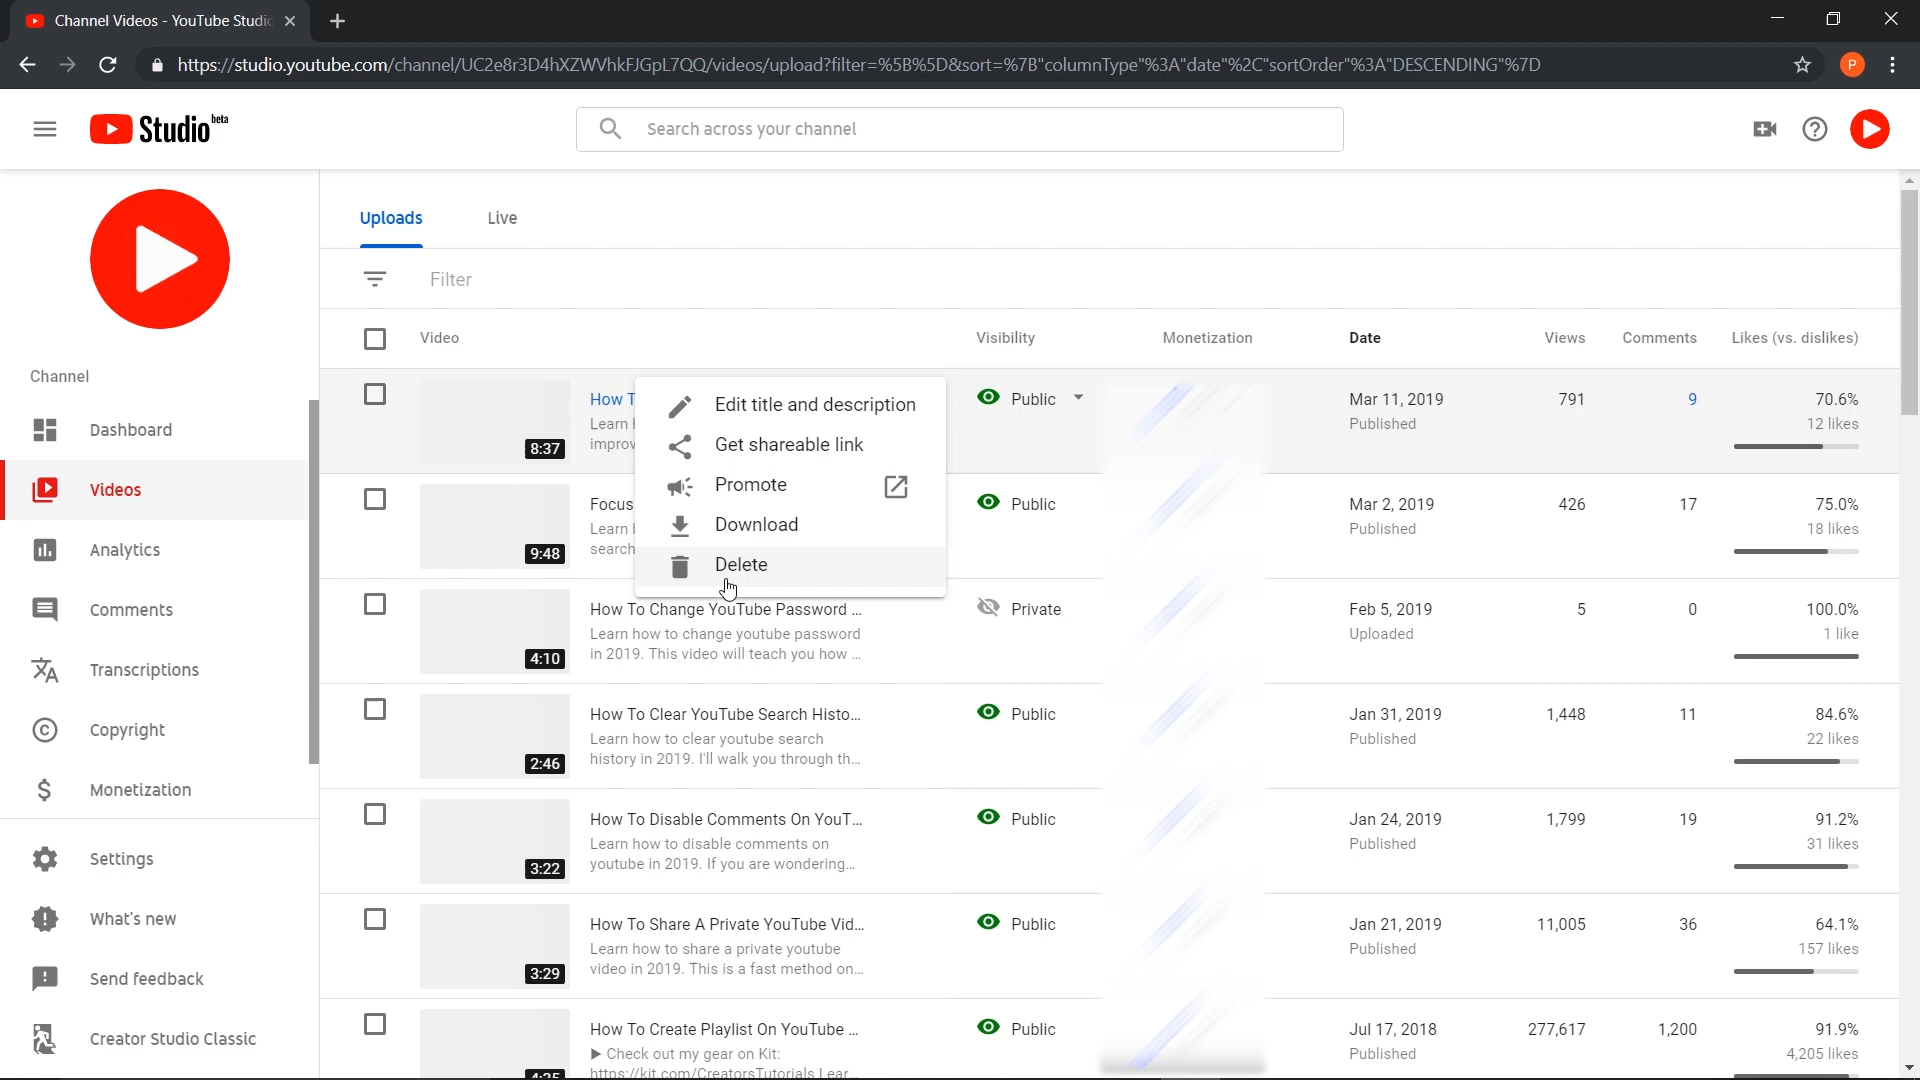 Channel Videos - YouTube Studio
https://studio.youtube.com/channel/UC2e8r3D4hXZWVhkFJGpL7QQ/videos/upload?filter=%5B%5D&sort=%7B"columnType"%3A"date"%2C"sortOrder"%3A"DESCENDING"%7D
P
Studio beta
Search across your channel
Uploads Live
Filter
Channel
Dashboard
Videos
Analytics
Comments
Transcriptions
Copyright
Monetization
Settings
What's new
Send feedback
Creator Studio Classic
Video Visibility Monetization Date Views Comments Likes (vs. dislikes)
How T
Learn
improv
8:37
Public Mar 11, 2019 791 9 70.6%
Published 12 likes
Edit title and description
Get shareable link
Promote
Download
Delete
Focus
Learn
search
9:48
Public Mar 2, 2019 426 17 75.0%
Published 18 likes
How To Change YouTube Password ...
Learn how to change youtube password
in 2019. This video will teach you how ...
4:10
Private Feb 5, 2019 5 0 100.0%
Uploaded 1 like
How To Clear YouTube Search Histo...
Learn how to clear youtube search
history in 2019. I'll walk you through th...
2:46
Public Jan 31, 2019 1,448 11 84.6%
Published 22 likes
How To Disable Comments On YouT...
Learn how to disable comments on
youtube in 2019. If you are wondering...
3:22
Public Jan 24, 2019 1,799 19 91.2%
Published 31 likes
How To Share A Private YouTube Vid...
Learn how to share a private youtube
video in 2019. This is a fast method on...
3:29
Public Jan 21, 2019 11,005 36 64.1%
Published 157 likes
How To Create Playlist On YouTube ...
▶ Check out my gear on Kit:
https://kit.com/CreatorsTutorials Lear...
4:35
Public Jul 17, 2018 277,617 1,200 91.9%
Published 4,205 likes